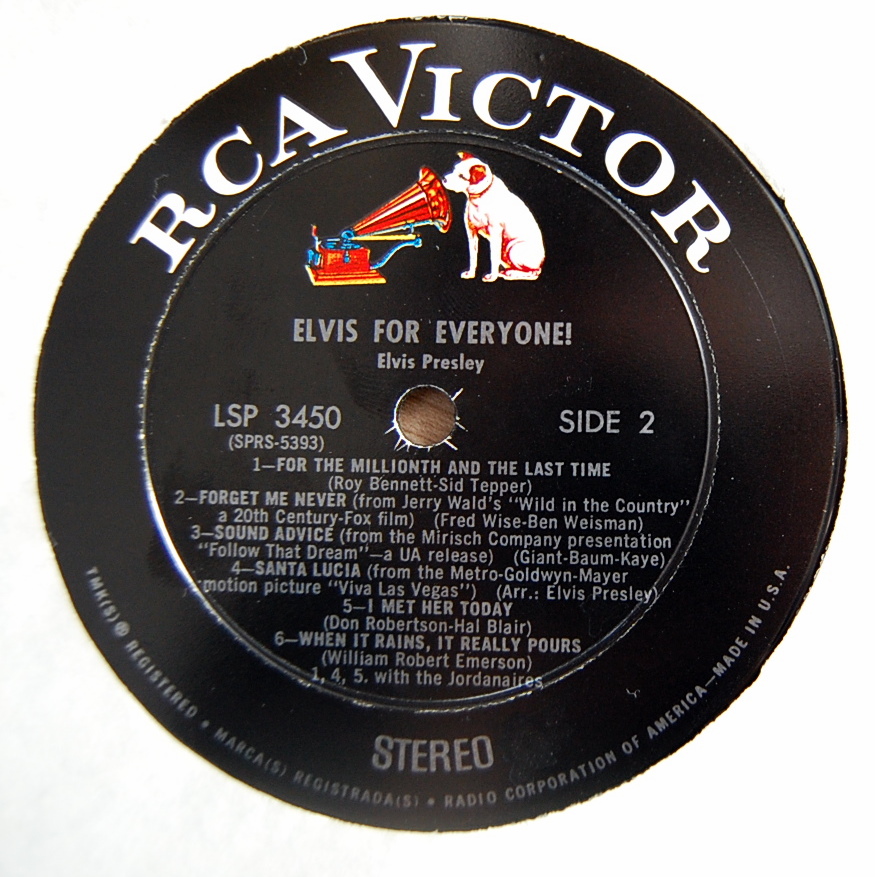 RCA VICTOR
ELVIS FOR EVERYONE!
Elvis Presley
LSP 3450
(SPRS-5393)
SIDE 2
1—FOR THE MILLIONTH AND THE LAST TIME
(Roy Bennett-Sid Tepper)
2—FORGET ME NEVER (from Jerry Wald's "Wild in the Country"
a 20th Century-Fox film) (Fred Wise-Ben Weisman)
3—SOUND ADVICE (from the Mirisch Company presentation
"Follow That Dream"—a UA release) (Giant-Baum-Kaye)
4—SANTA LUCIA (from the Metro-Goldwyn-Mayer
motion picture "Viva Las Vegas") (Arr.: Elvis Presley)
5—I MET HER TODAY
(Don Robertson-Hal Blair)
6—WHEN IT RAINS, IT REALLY POURS
(William Robert Emerson)
1, 4, 5, with the Jordanaires
STEREO
TMK(S) ® REGISTERED • MARCA(S) REGISTRADA(S) • RADIO CORPORATION OF AMERICA—MADE IN U.S.A.